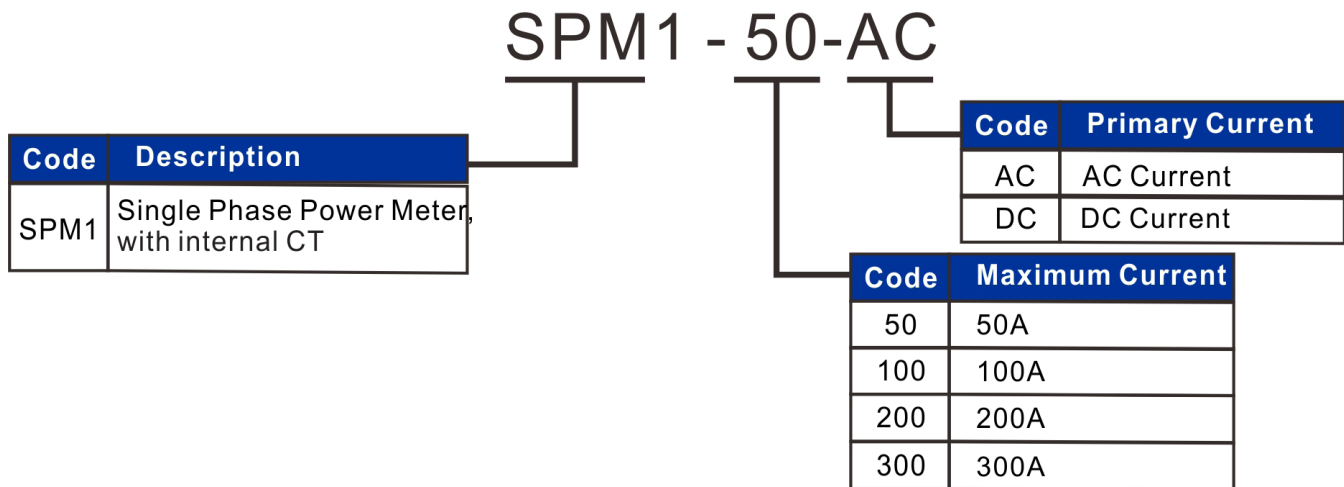 SPM1 - 50-AC
Code Description
SPM1 Single Phase Power Meter,
with internal CT
Code Primary Current
AC AC Current
DC DC Current
Code Maximum Current
50 50A
100 100A
200 200A
300 300A